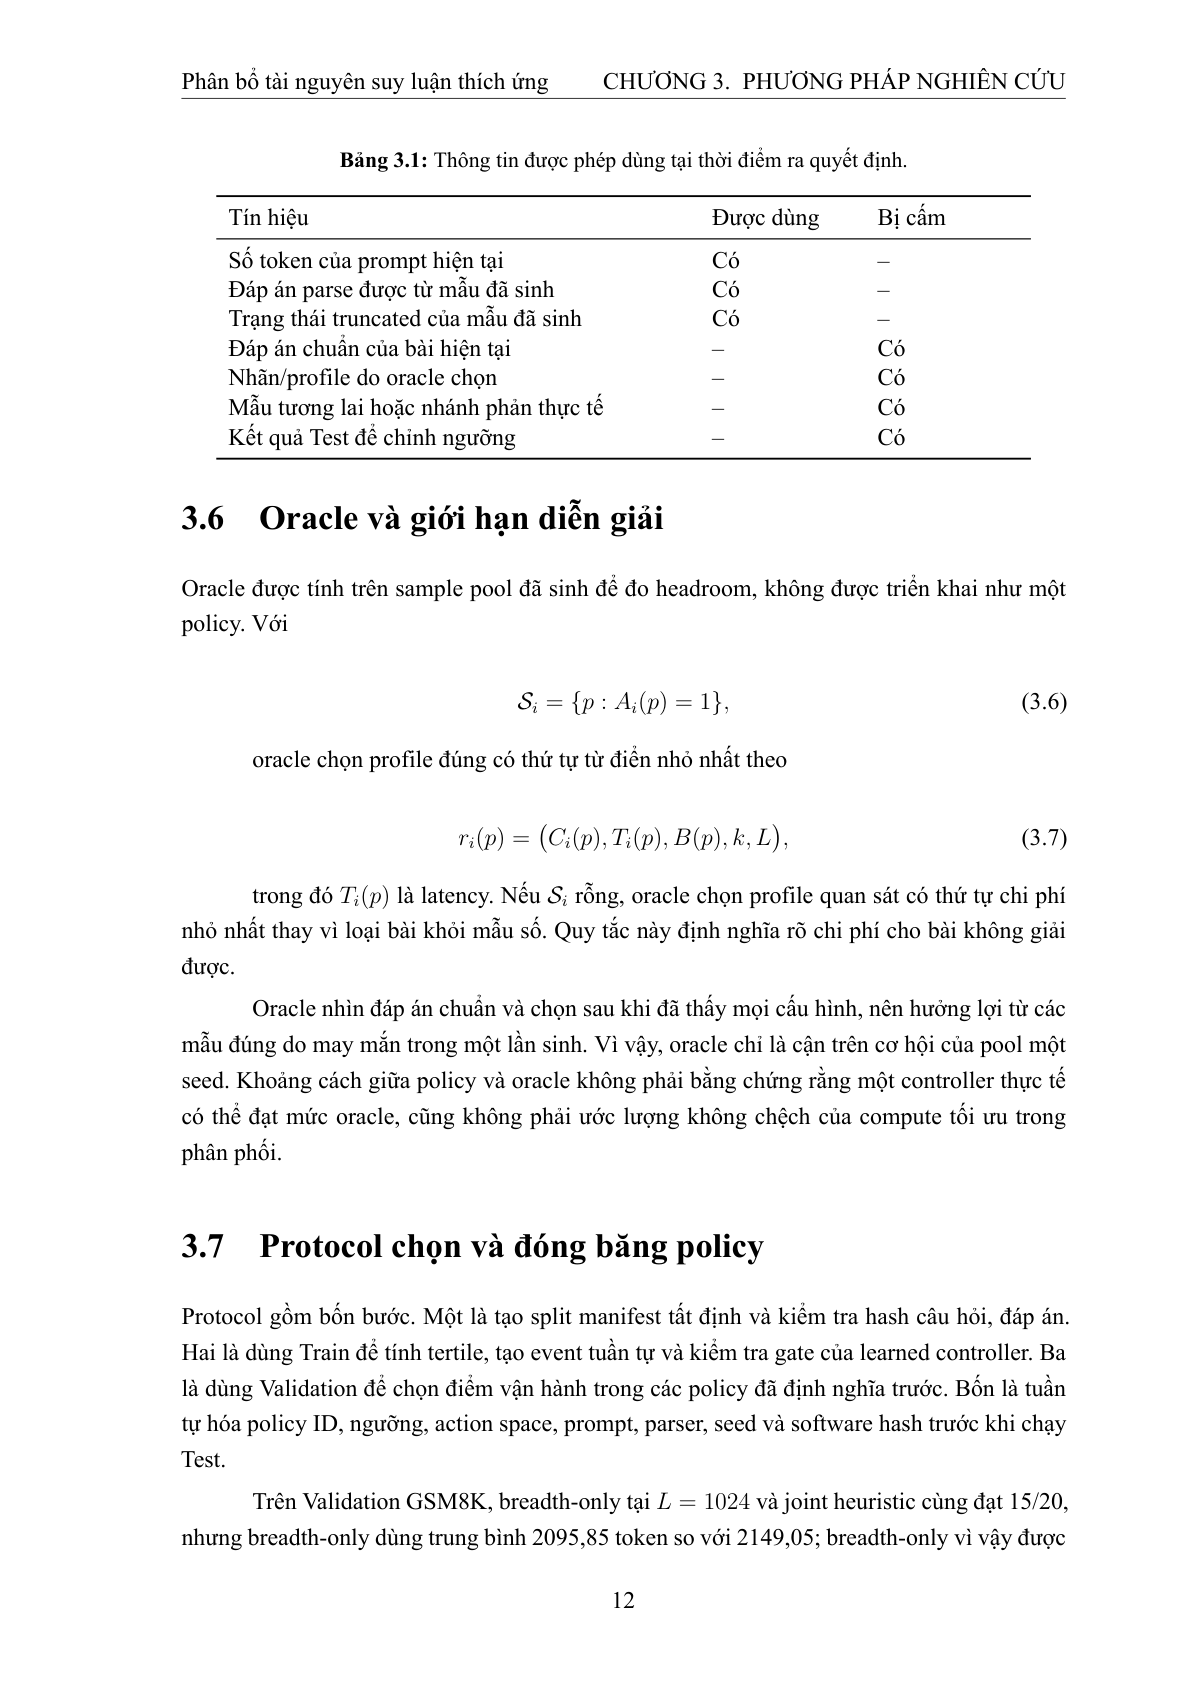 Phân bổ tài nguyên suy luận thích ứng CHƯƠNG 3. PHƯƠNG PHÁP NGHIÊN CỨU
Bảng 3.1: Thông tin được phép dùng tại thời điểm ra quyết định.
Tín hiệu Được dùng Bị cấm
Số token của prompt hiện tại Có –
Đáp án parse được từ mẫu đã sinh Có –
Trạng thái truncated của mẫu đã sinh Có –
Đáp án chuẩn của bài hiện tại – Có
Nhãn/profile do oracle chọn – Có
Mẫu tương lai hoặc nhánh phản thực tế – Có
Kết quả Test để chỉnh ngưỡng – Có
3.6 Oracle và giới hạn diễn giải
Oracle được tính trên sample pool đã sinh để đo headroom, không được triển khai như một
policy. Với
𝒮ᵢ = {p : Aᵢ(p) = 1}, (3.6)
oracle chọn profile đúng có thứ tự từ điển nhỏ nhất theo
rᵢ(p) = (Cᵢ(p), Tᵢ(p), B(p), k, L), (3.7)
trong đó Tᵢ(p) là latency. Nếu 𝒮ᵢ rỗng, oracle chọn profile quan sát có thứ tự chi phí
nhỏ nhất thay vì loại bài khỏi mẫu số. Quy tắc này định nghĩa rõ chi phí cho bài không giải
được.
Oracle nhìn đáp án chuẩn và chọn sau khi đã thấy mọi cấu hình, nên hưởng lợi từ các
mẫu đúng do may mắn trong một lần sinh. Vì vậy, oracle chỉ là cận trên cơ hội của pool một
seed. Khoảng cách giữa policy và oracle không phải bằng chứng rằng một controller thực tế
có thể đạt mức oracle, cũng không phải ước lượng không chệch của compute tối ưu trong
phân phối.
3.7 Protocol chọn và đóng băng policy
Protocol gồm bốn bước. Một là tạo split manifest tất định và kiểm tra hash câu hỏi, đáp án.
Hai là dùng Train để tính tertile, tạo event tuần tự và kiểm tra gate của learned controller. Ba
là dùng Validation để chọn điểm vận hành trong các policy đã định nghĩa trước. Bốn là tuần
tự hóa policy ID, ngưỡng, action space, prompt, parser, seed và software hash trước khi chạy
Test.
Trên Validation GSM8K, breadth-only tại L = 1024 và joint heuristic cùng đạt 15/20,
nhưng breadth-only dùng trung bình 2095,85 token so với 2149,05; breadth-only vì vậy được
12